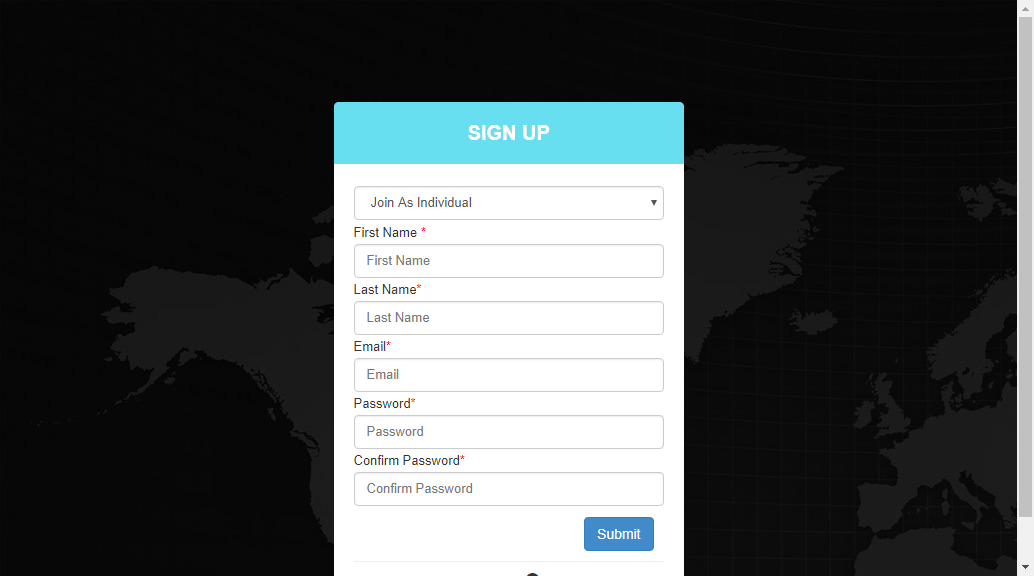 SIGN UP
Join As Individual
First Name *
First Name
Last Name*
Last Name
Email*
Email
Password*
Password
Confirm Password*
Confirm Password
Submit